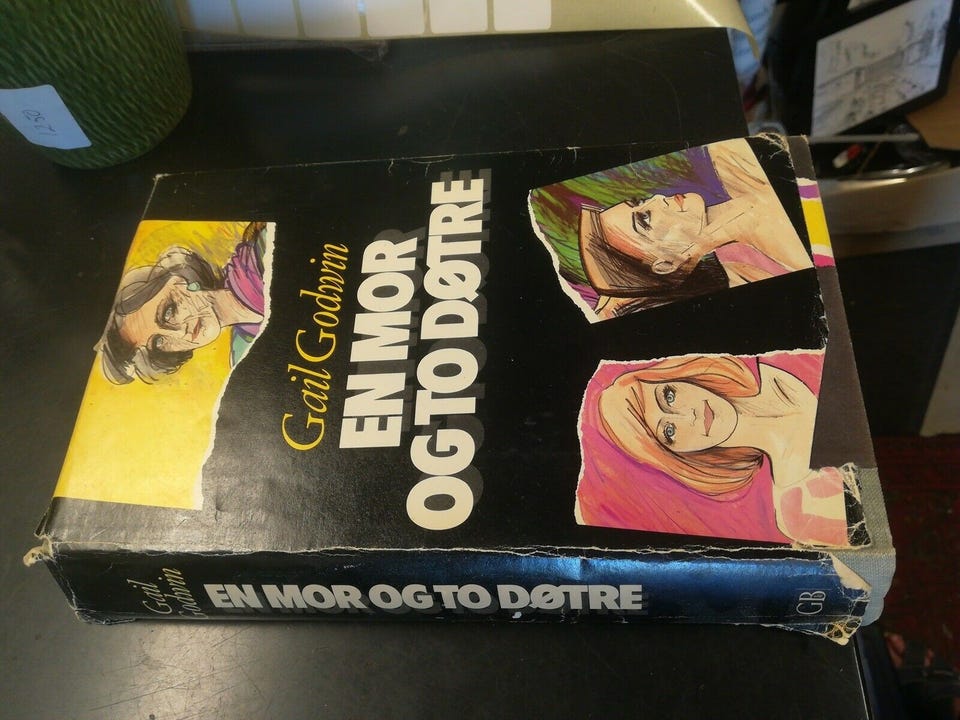 Gail Godwin
EN MOR
OG TO DØTRE
Gail
Godwin
EN MOR OG TO DØTRE
GB